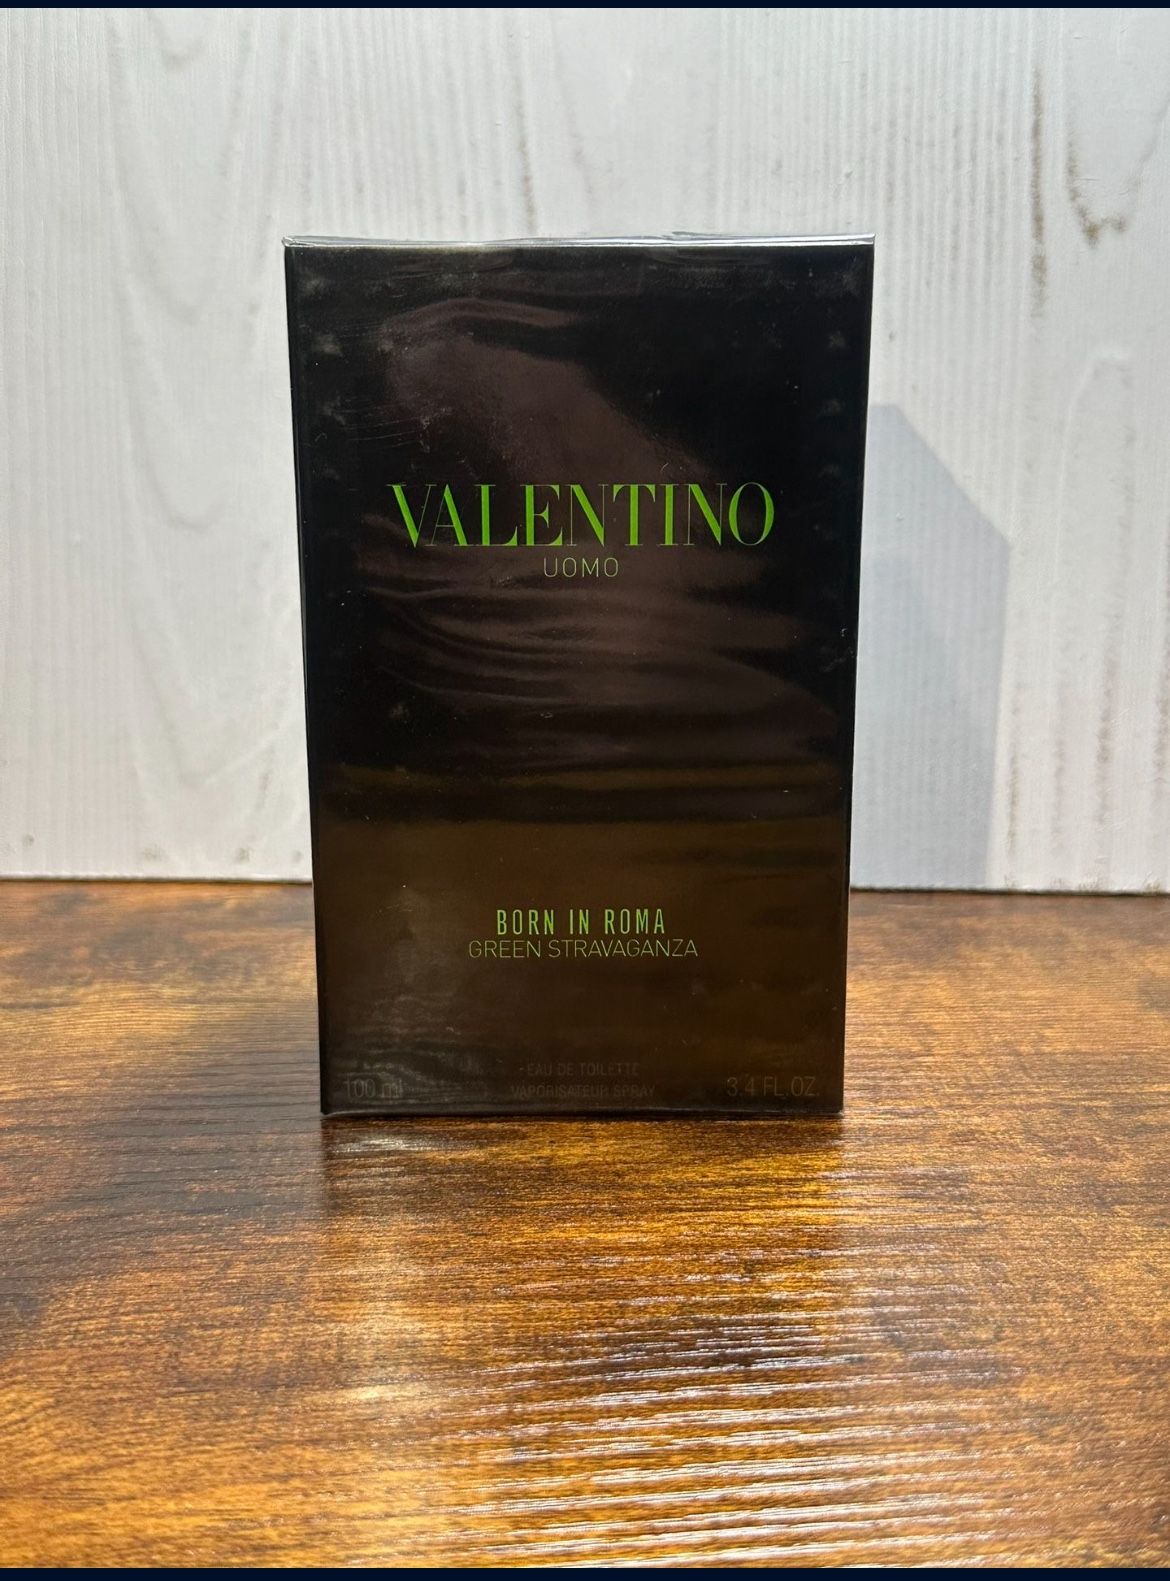 VALENTINO
UOMO
BORN IN ROMA
GREEN STRAVAGANZA
EAU DE TOILETTE
100 ml VAPORISATEUR SPRAY 3.4 FL.OZ.